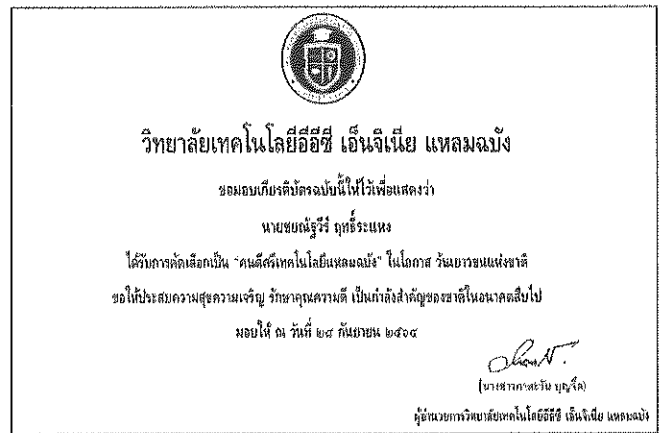 วิทยาลัยเทคโนโลยีอีอีซี เอ็นจิเนีย แหลมฉบัง
ขอมอบเกียรติบัตรฉบับนี้ให้ไว้เพื่อแสดงว่า
นายชยณัฐวีร์ ฤทธิ์ระแหง
ได้รับการคัดเลือกเป็น "คนดีศรีเทคโนโลยีแหลมฉบัง" ในโอกาส วันเยาวชนแห่งชาติ
ขอให้ประสบความสุขความเจริญ รักษาคุณความดี เป็นกำลังสำคัญของชาติในอนาคตสืบไป
มอบให้ ณ วันที่ ๒๘ กันยายน ๒๕๖๔
บุญจิ๋ว)
ผู้อำนวยการวิทยาลัยเทคโนโลยีอีอีซี เอ็นจิเนีย แหลมฉบัง